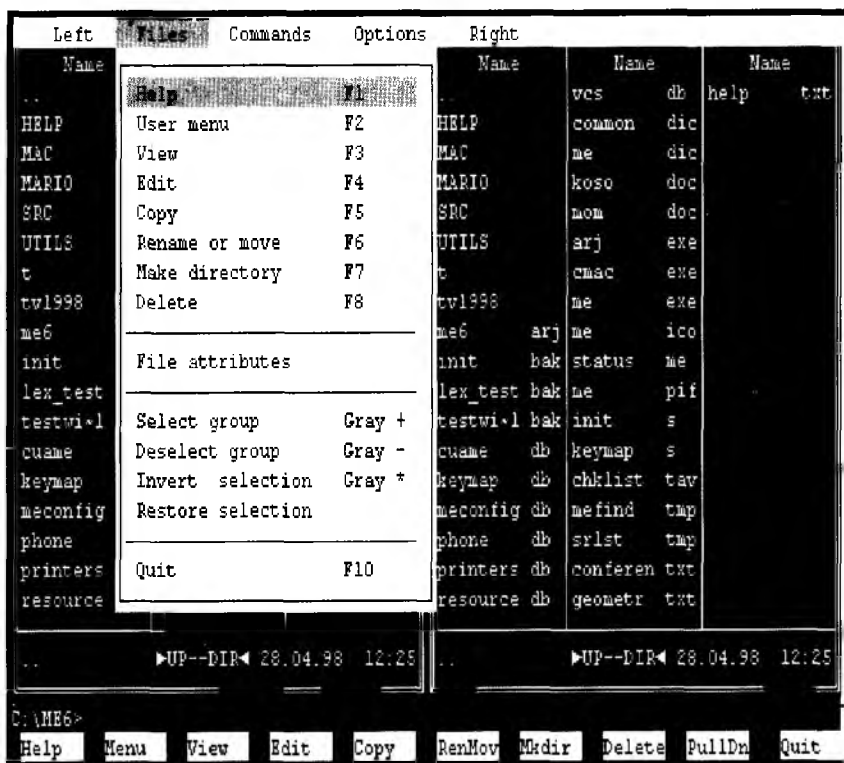 Left Files Commands Options Right
Name
..
HELP
MAC
MARIO
SRC
UTILS
t
tv1998
me6
init
lex_test
testwi~1
cuame
keymap
meconfig
phone
printers
resource
Help F1
User menu F2
View F3
Edit F4
Copy F5
Rename or move F6
Make directory F7
Delete F8
File attributes
Select group Gray +
Deselect group Gray -
Invert selection Gray *
Restore selection
Quit F10
Name Name Name
.. vcs db help txt
HELP common dic
MAC me dic
MARIO koso doc
SRC mom doc
UTILS arj exe
t cmac exe
tv1998 me exe
me6 arj me ico
init bak status me
lex_test bak me pif
testwi~1 bak init s
cuame db keymap s
keymap db chklist tav
meconfig db mefind tmp
phone db srlst tmp
printers db conferen txt
resource db geometr txt
.. ►UP--DIR◄ 28.04.98 12:25
.. ►UP--DIR◄ 28.04.98 12:25
C:\ME6>
Help Menu View Edit Copy RenMov Mkdir Delete PullDn Quit